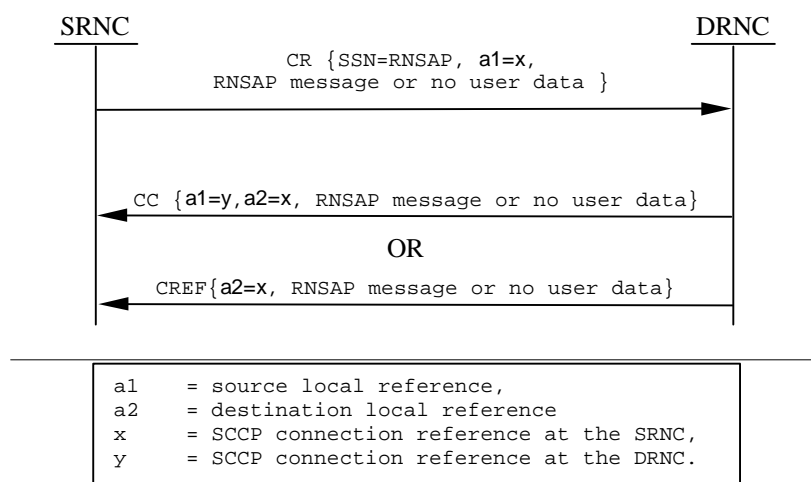 SRNC
DRNC
CR {SSN=RNSAP, a1=x,
RNSAP message or no user data }
CC {a1=y,a2=x, RNSAP message or no user data}
OR
CREF{a2=x, RNSAP message or no user data}
a1 = source local reference,
a2 = destination local reference
x = SCCP connection reference at the SRNC,
y = SCCP connection reference at the DRNC.